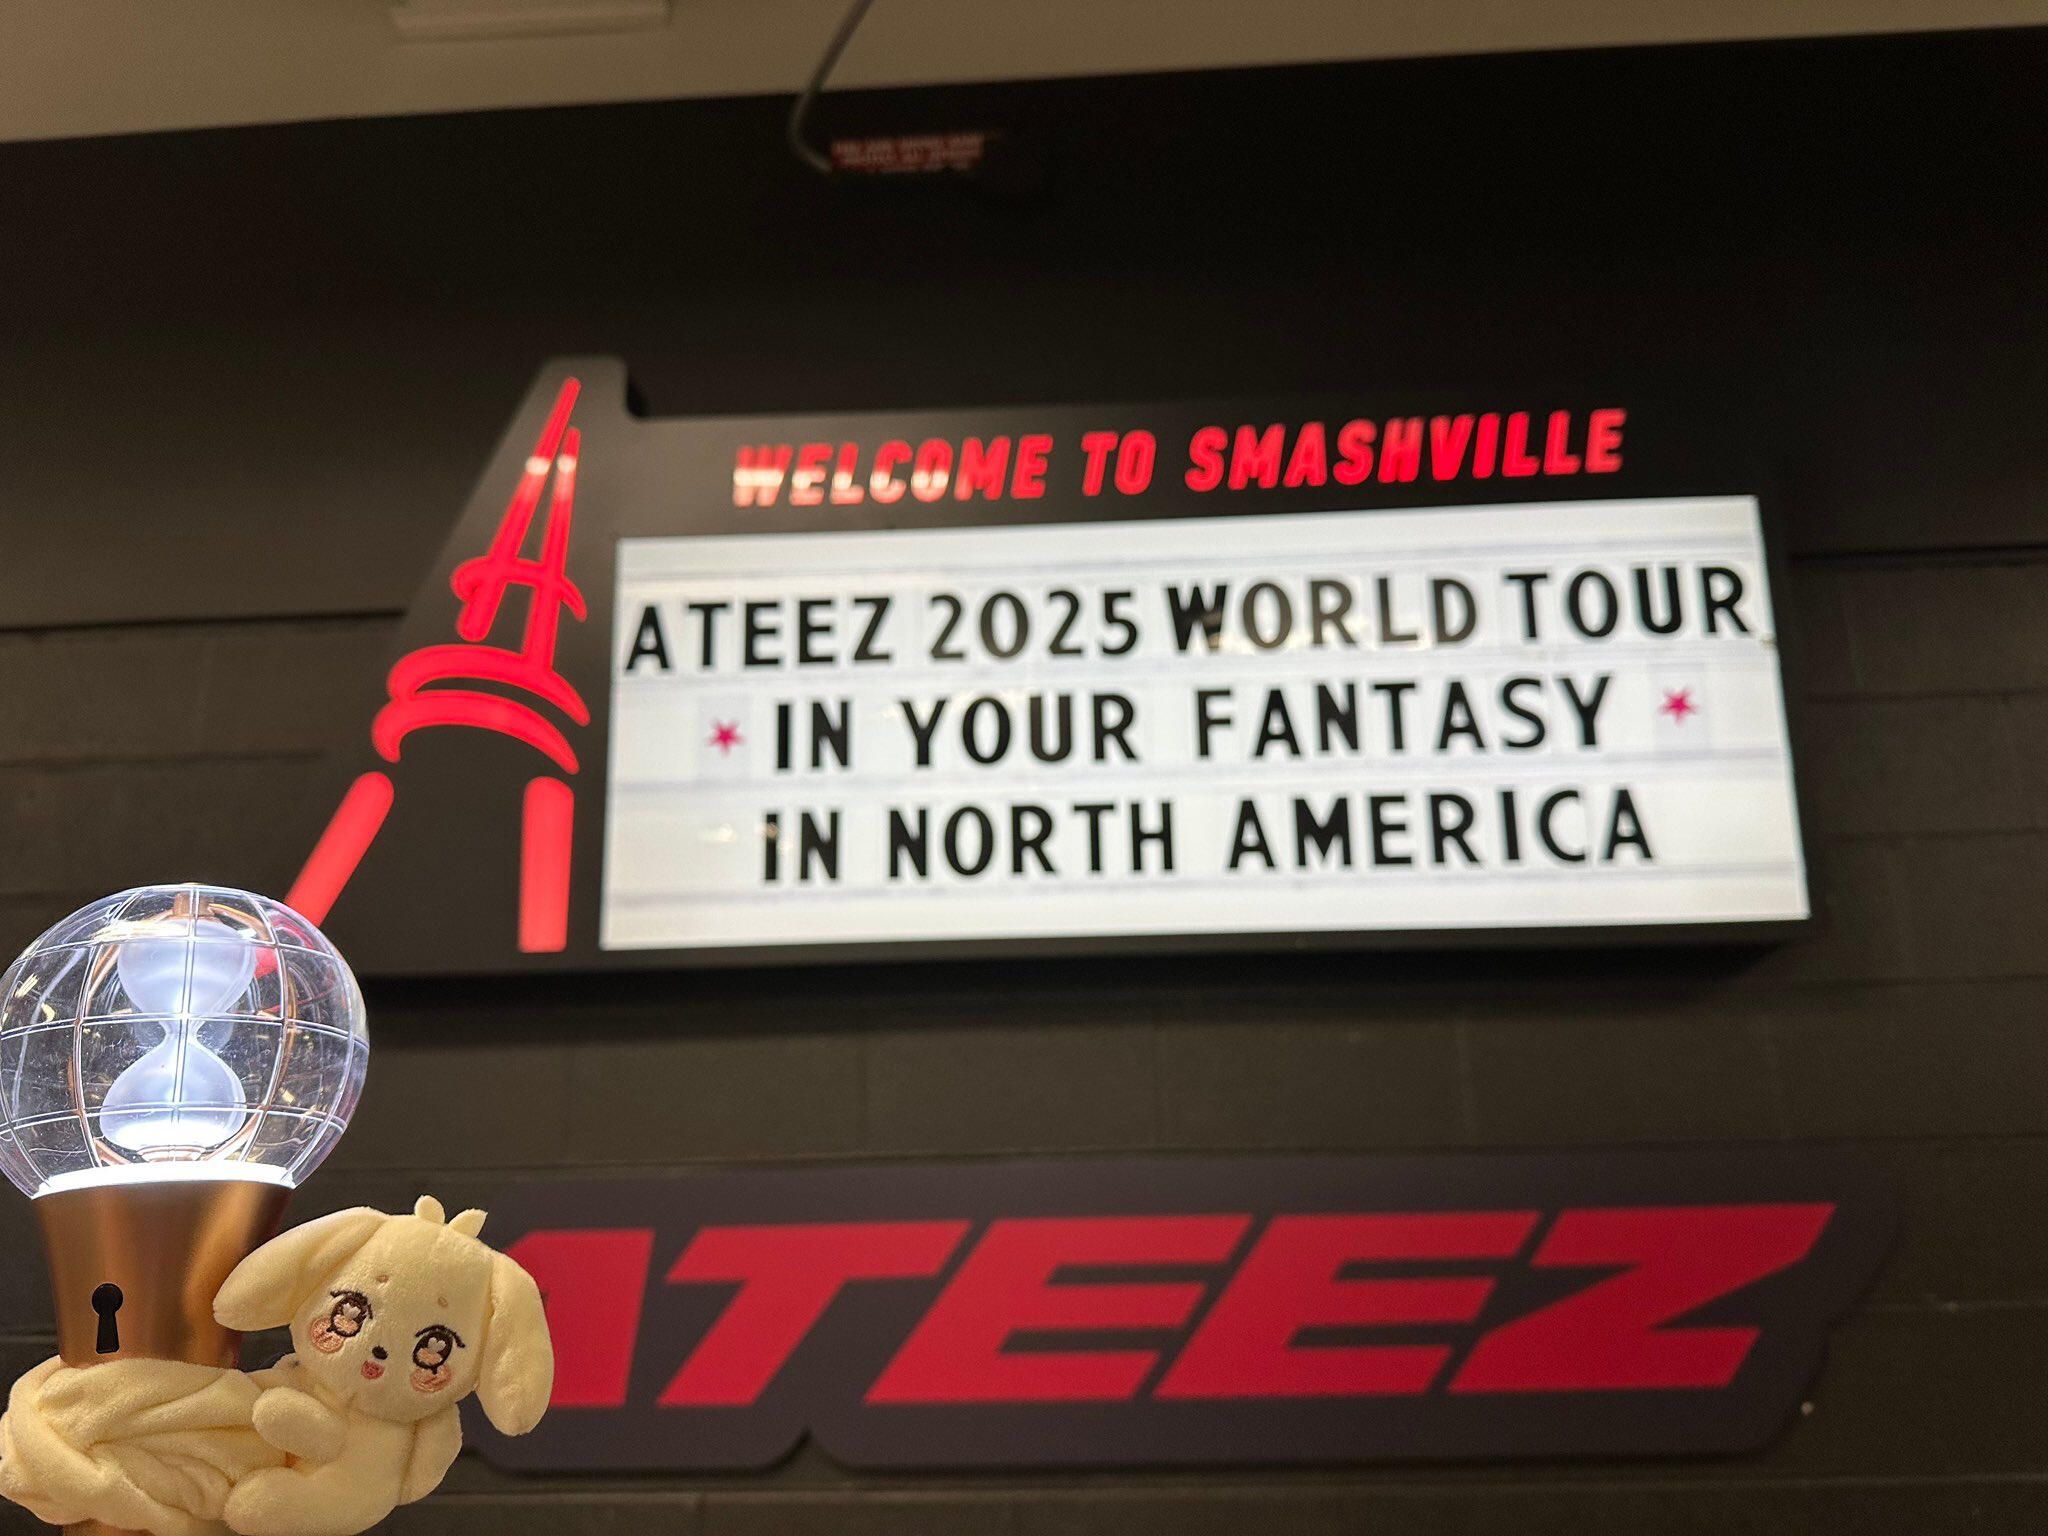 WELCOME TO SMASHVILLE
ATEEZ 2025 WORLD TOUR
IN YOUR FANTASY
IN NORTH AMERICA
ATEEZ